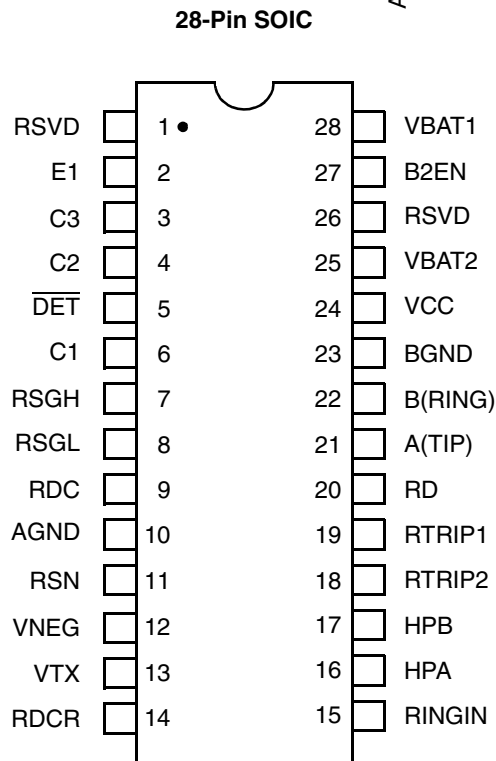 28-Pin SOIC
RSVD 1 28 VBAT1
E1 2 27 B2EN
C3 3 26 RSVD
C2 4 25 VBAT2
D̅E̅T̅ 5 24 VCC
C1 6 23 BGND
RSGH 7 22 B(RING)
RSGL 8 21 A(TIP)
RDC 9 20 RD
AGND 10 19 RTRIP1
RSN 11 18 RTRIP2
VNEG 12 17 HPB
VTX 13 16 HPA
RDCR 14 15 RINGIN